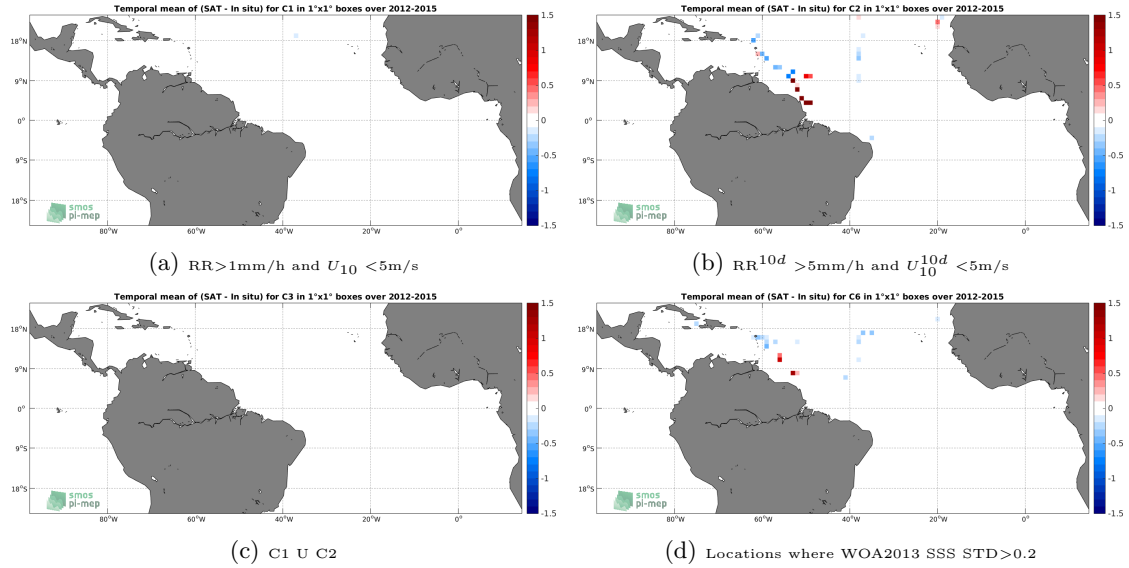 Temporal mean of (SAT - In situ) for C1 in 1°x1° boxes over 2012-2015
18°N
9°N
0°
9°S
18°S
80°W
60°W
40°W
20°W
0°
1.5
1
0.5
0
-0.5
-1
-1.5
smos
pi-mep
(a) RR>1mm/h and U10 <5m/s
Temporal mean of (SAT - In situ) for C2 in 1°x1° boxes over 2012-2015
18°N
9°N
0°
9°S
18°S
80°W
60°W
40°W
20°W
0°
1.5
1
0.5
0
-0.5
-1
-1.5
smos
pi-mep
(b) RR^10d >5mm/h and U10^10d <5m/s
Temporal mean of (SAT - In situ) for C3 in 1°x1° boxes over 2012-2015
18°N
9°N
0°
9°S
18°S
80°W
60°W
40°W
20°W
0°
1.5
1
0.5
0
-0.5
-1
-1.5
smos
pi-mep
(c) C1 U C2
Temporal mean of (SAT - In situ) for C6 in 1°x1° boxes over 2012-2015
18°N
9°N
0°
9°S
18°S
80°W
60°W
40°W
20°W
0°
1.5
1
0.5
0
-0.5
-1
-1.5
smos
pi-mep
(d) Locations where WOA2013 SSS STD>0.2